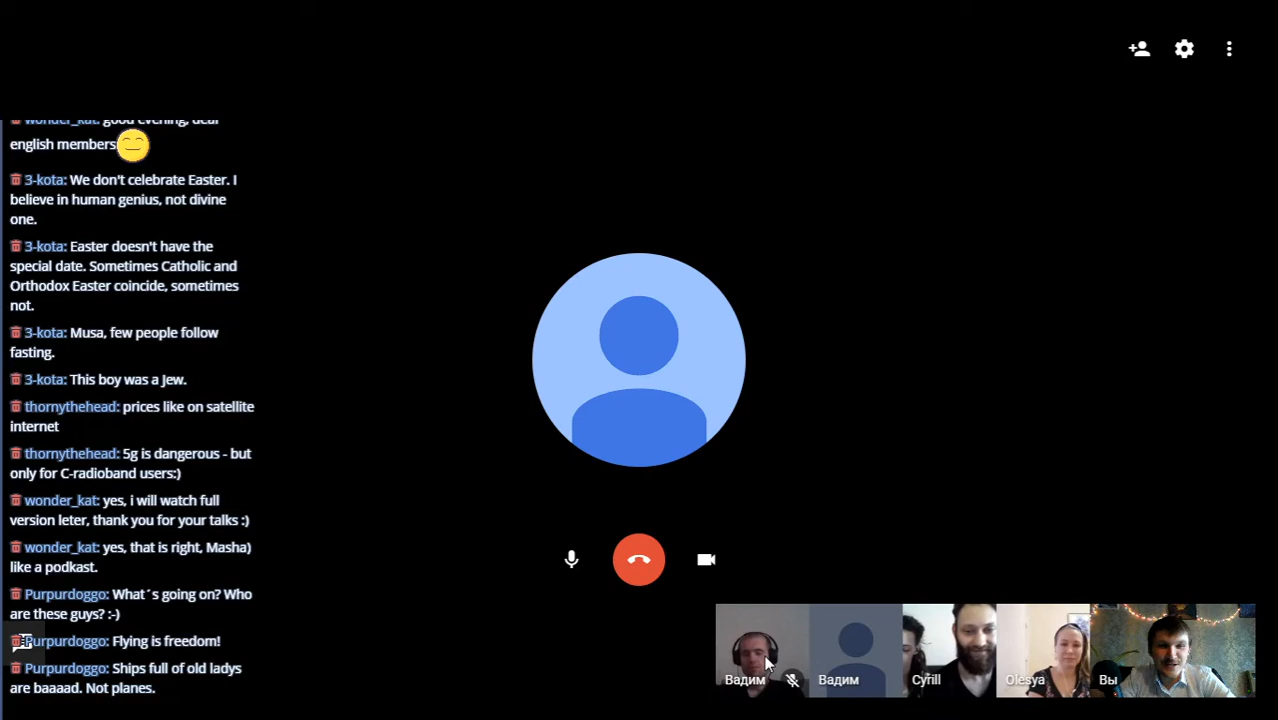 wonder_kat: good evening, dear
english members
3-kota: We don't celebrate Easter. I
believe in human genius, not divine
one.
3-kota: Easter doesn't have the
special date. Sometimes Catholic and
Orthodox Easter coincide, sometimes
not.
3-kota: Musa, few people follow
fasting.
3-kota: This boy was a Jew.
thornythehead: prices like on satellite
internet
thornythehead: 5g is dangerous - but
only for C-radioband users:)
wonder_kat: yes, i will watch full
version leter, thank you for your talks :)
wonder_kat: yes, that is right, Masha)
like a podkast.
Purpurdoggo: What´s going on? Who
are these guys? :-)
Purpurdoggo: Flying is freedom!
Purpurdoggo: Ships full of old ladys
are baaaad. Not planes.
Вадим
Вадим
Cyrill
Olesya
Вы